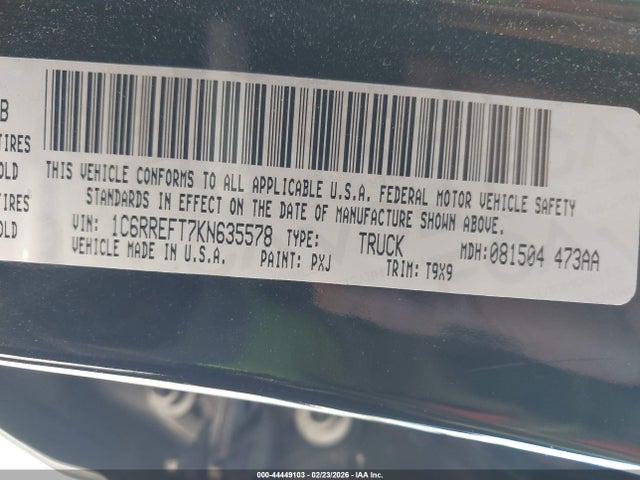 B
TIRES
OLD
TIRES
OLD
THIS VEHICLE CONFORMS TO ALL APPLICABLE U.S.A. FEDERAL MOTOR VEHICLE SAFETY
STANDARDS IN EFFECT ON THE DATE OF MANUFACTURE SHOWN ABOVE.
VIN: 1C6RREFT7KN635578 TYPE: TRUCK MDH: 081504 473AA
VEHICLE MADE IN U.S.A. PAINT: PXJ TRIM: T9X9
000-44449103 | 02/23/2026 - IAA Inc.